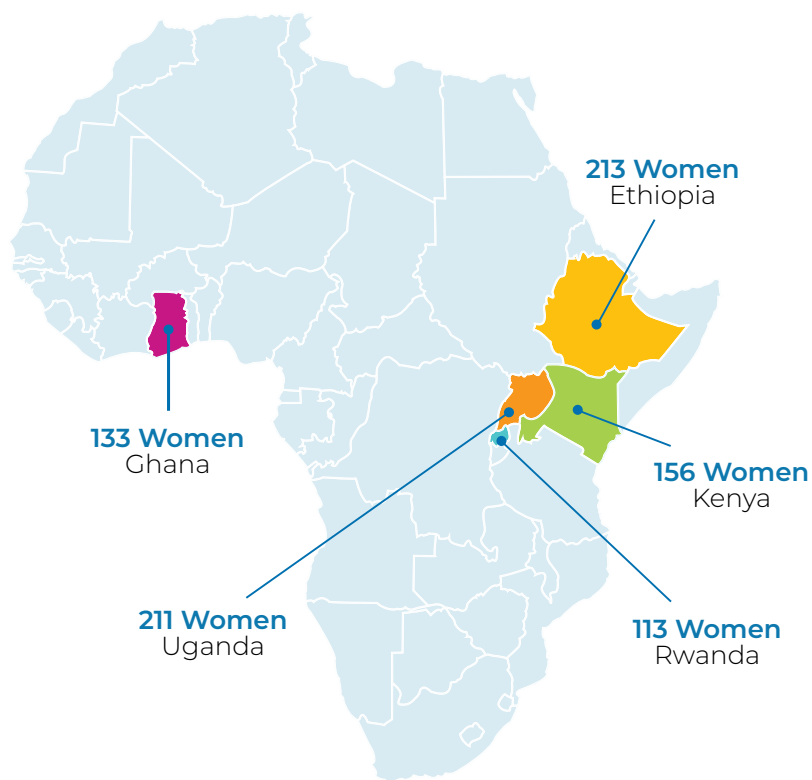 213 Women
Ethiopia
133 Women
Ghana
156 Women
Kenya
211 Women
Uganda
113 Women
Rwanda